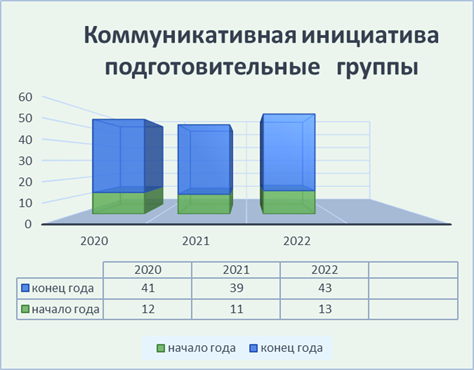 Коммуникативная инициатива
подготовительные группы
60
50
40
30
20
10
0
2020 2021 2022
2020 2021 2022
конец года 41 39 43
начало года 12 11 13
начало года конец года